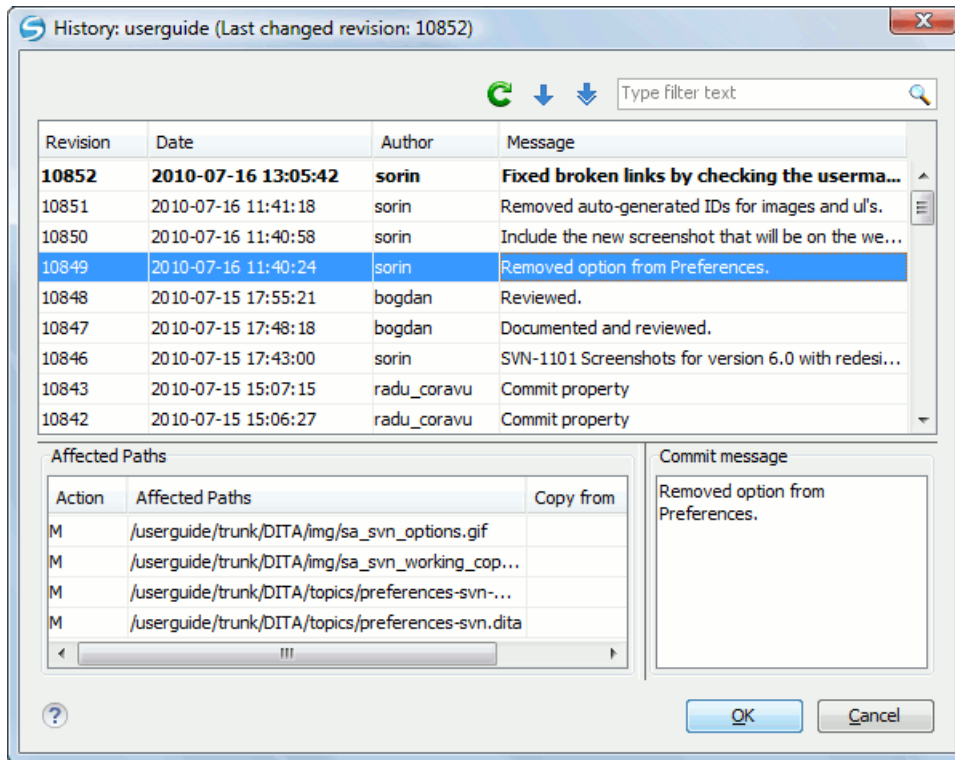 History: userguide (Last changed revision: 10852)
Type filter text
Revision Date Author Message
10852 2010-07-16 13:05:42 sorin Fixed broken links by checking the userma...
10851 2010-07-16 11:41:18 sorin Removed auto-generated IDs for images and ul's.
10850 2010-07-16 11:40:58 sorin Include the new screenshot that will be on the we...
10849 2010-07-16 11:40:24 sorin Removed option from Preferences.
10848 2010-07-15 17:55:21 bogdan Reviewed.
10847 2010-07-15 17:48:18 bogdan Documented and reviewed.
10846 2010-07-15 17:43:00 sorin SVN-1101 Screenshots for version 6.0 with redesi...
10843 2010-07-15 15:07:15 radu_coravu Commit property
10842 2010-07-15 15:06:27 radu_coravu Commit property
Affected Paths
Action Affected Paths Copy from
M /userguide/trunk/DITA/img/sa_svn_options.gif
M /userguide/trunk/DITA/img/sa_svn_working_cop...
M /userguide/trunk/DITA/topics/preferences-svn-...
M /userguide/trunk/DITA/topics/preferences-svn.dita
Commit message
Removed option from
Preferences.
?
OK Cancel